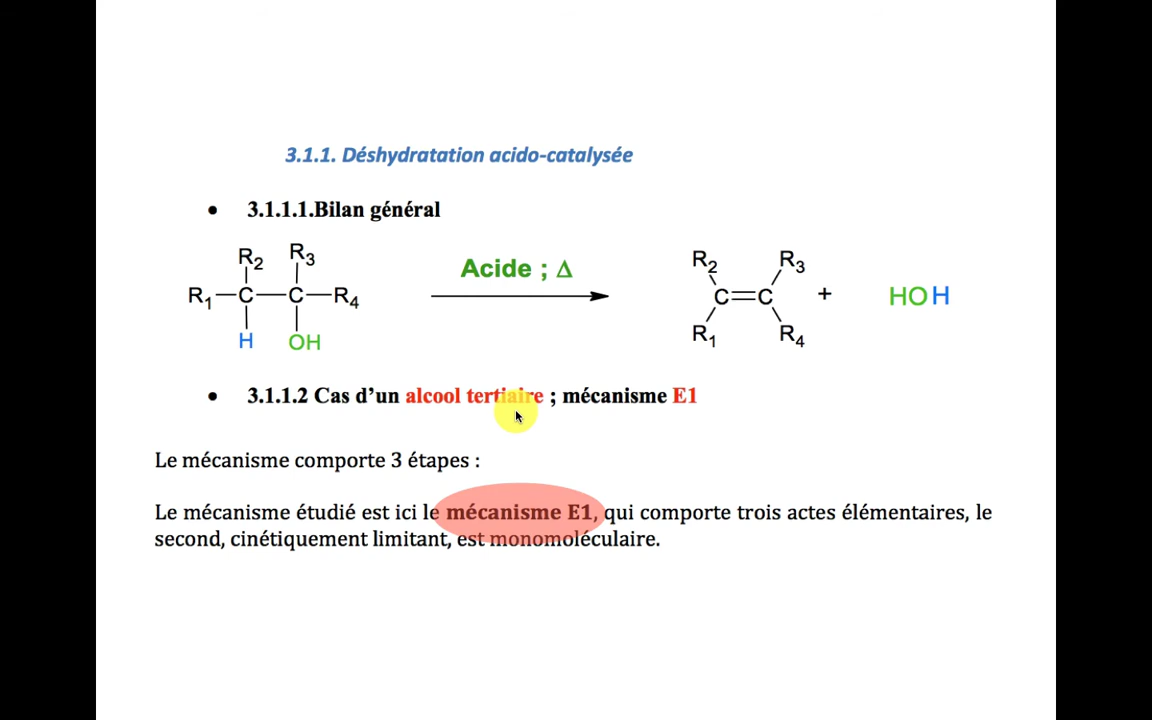 3.1.1. Déshydratation acido-catalysée
• 3.1.1.1.Bilan général
R2 R3
Acide ; Δ
R2 R3
R1—C—C—R4
C=C + HOH
H OH
R1 R4
• 3.1.1.2 Cas d’un alcool tertiaire ; mécanisme E1
Le mécanisme comporte 3 étapes :
Le mécanisme étudié est ici le mécanisme E1, qui comporte trois actes élémentaires, le
second, cinétiquement limitant, est monomoléculaire.